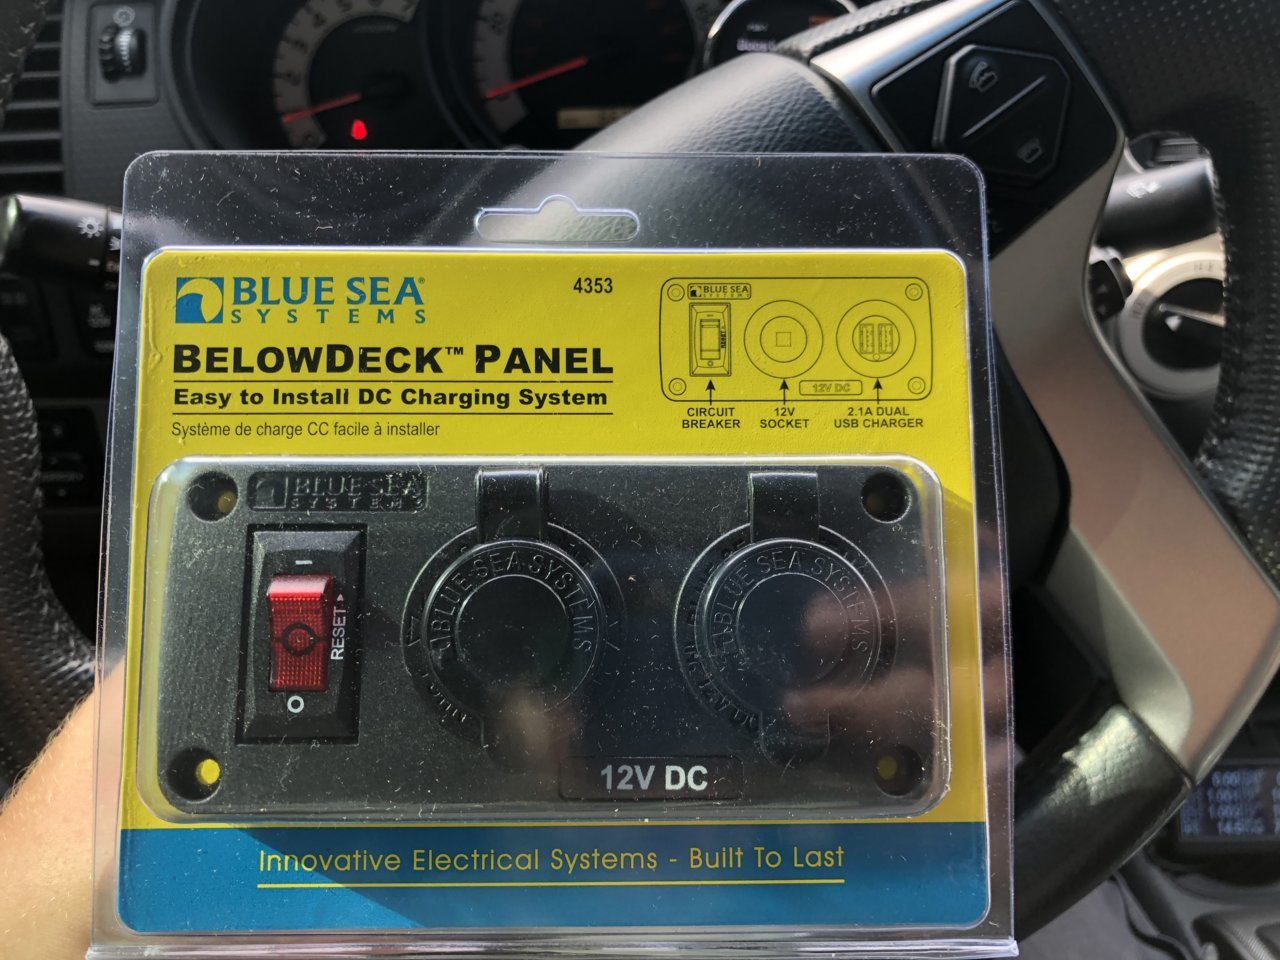 BLUE SEA®
SYSTEMS
4353
BELOWDECK™ PANEL
Easy to Install DC Charging System
Système de charge CC facile à installer
BLUE SEA
SYSTEMS
RESET
12V DC
CIRCUIT
BREAKER
12V
SOCKET
2.1A DUAL
USB CHARGER
BLUE SEA
SYSTEMS
RESET
BLUE SEA SYSTEMS
BLUE SEA SYSTEMS
12V DC
Innovative Electrical Systems - Built To Last